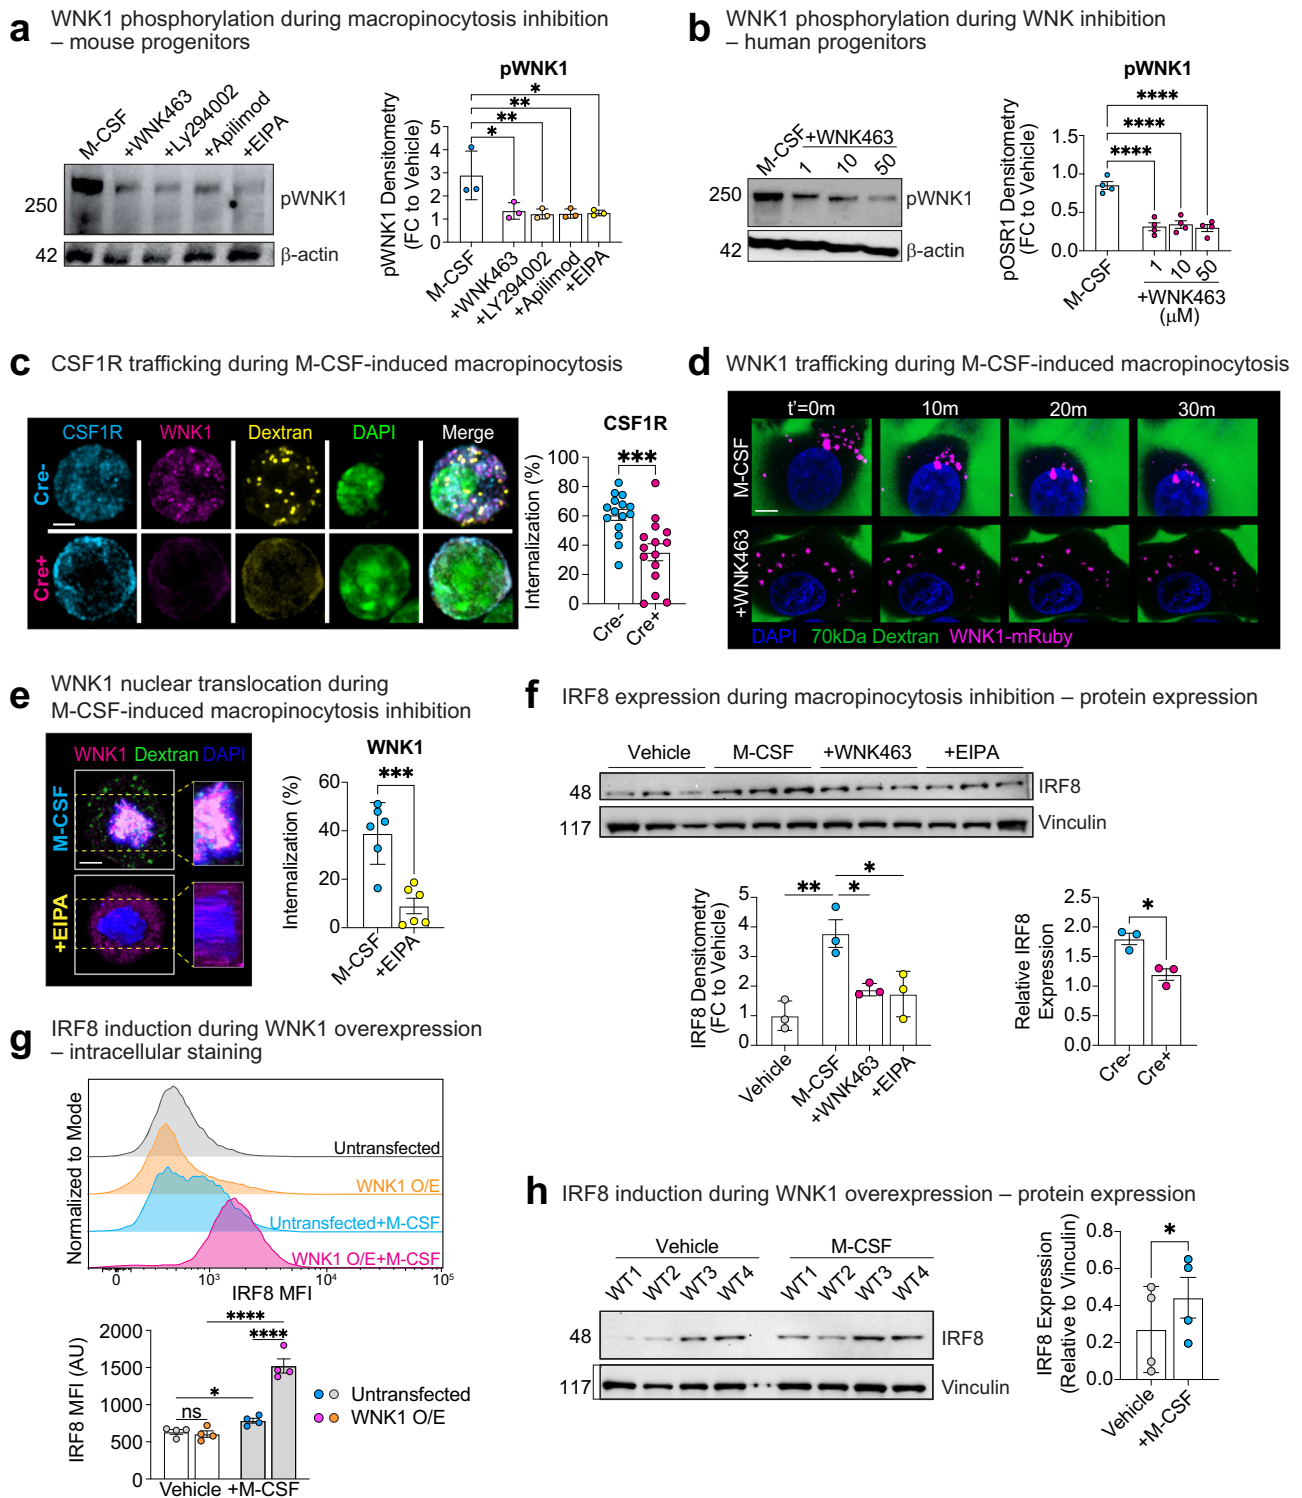 a WNK1 phosphorylation during macropinocytosis inhibition
– mouse progenitors
M-CSF
+WNK463
+Ly294002
+Apilimod
+EIPA
250
pWNK1
42
β-actin
pWNK1
*
**
**
*
pWNK1 Densitometry
(FC to Vehicle)
5
4
3
2
1
0
M-CSF
+WNK463
+LY294002
+Apilimod
+EIPA
b WNK1 phosphorylation during WNK inhibition
– human progenitors
M-CSF
+WNK463
1 10 50
250
pWNK1
42
β-actin
pWNK1
****
****
****
pOSR1 Densitometry
(FC to Vehicle)
1.5
1.0
0.5
0.0
M-CSF
1 10 50
+WNK463
(μM)
c CSF1R trafficking during M-CSF-induced macropinocytosis
CSF1R WNK1 Dextran DAPI Merge
Cre-
Cre+
CSF1R
***
Internalization (%)
100
80
60
40
20
0
Cre-
Cre+
d WNK1 trafficking during M-CSF-induced macropinocytosis
t'=0m 10m 20m 30m
M-CSF
+WNK463
DAPI 70kDa Dextran WNK1-mRuby
e WNK1 nuclear translocation during
M-CSF-induced macropinocytosis inhibition
WNK1 Dextran DAPI
M-CSF
+EIPA
WNK1
***
Internalization (%)
60
40
20
0
M-CSF
+EIPA
f IRF8 expression during macropinocytosis inhibition – protein expression
Vehicle M-CSF +WNK463 +EIPA
48
IRF8
117
Vinculin
*
** *
IRF8 Densitometry
(FC to Vehicle)
5
4
3
2
1
0
Vehicle
M-CSF
+WNK463
+EIPA
*
Relative IRF8
Expression
2.5
2.0
1.5
1.0
0.5
0.0
Cre-
Cre+
g IRF8 induction during WNK1 overexpression
– intracellular staining
Normalized to Mode
Untransfected
WNK1 O/E
Untransfected+M-CSF
WNK1 O/E+M-CSF
0 10³ 10⁴ 10⁵
IRF8 MFI
****
****
*
ns
IRF8 MFI (AU)
2000
1500
1000
500
0
Vehicle +M-CSF
Untransfected
WNK1 O/E
h IRF8 induction during WNK1 overexpression – protein expression
Vehicle M-CSF
WT1 WT2 WT3 WT4 WT1 WT2 WT3 WT4
48
IRF8
117
Vinculin
*
IRF8 Expression
(Relative to Vinculin)
0.8
0.6
0.4
0.2
0.0
Vehicle
+M-CSF